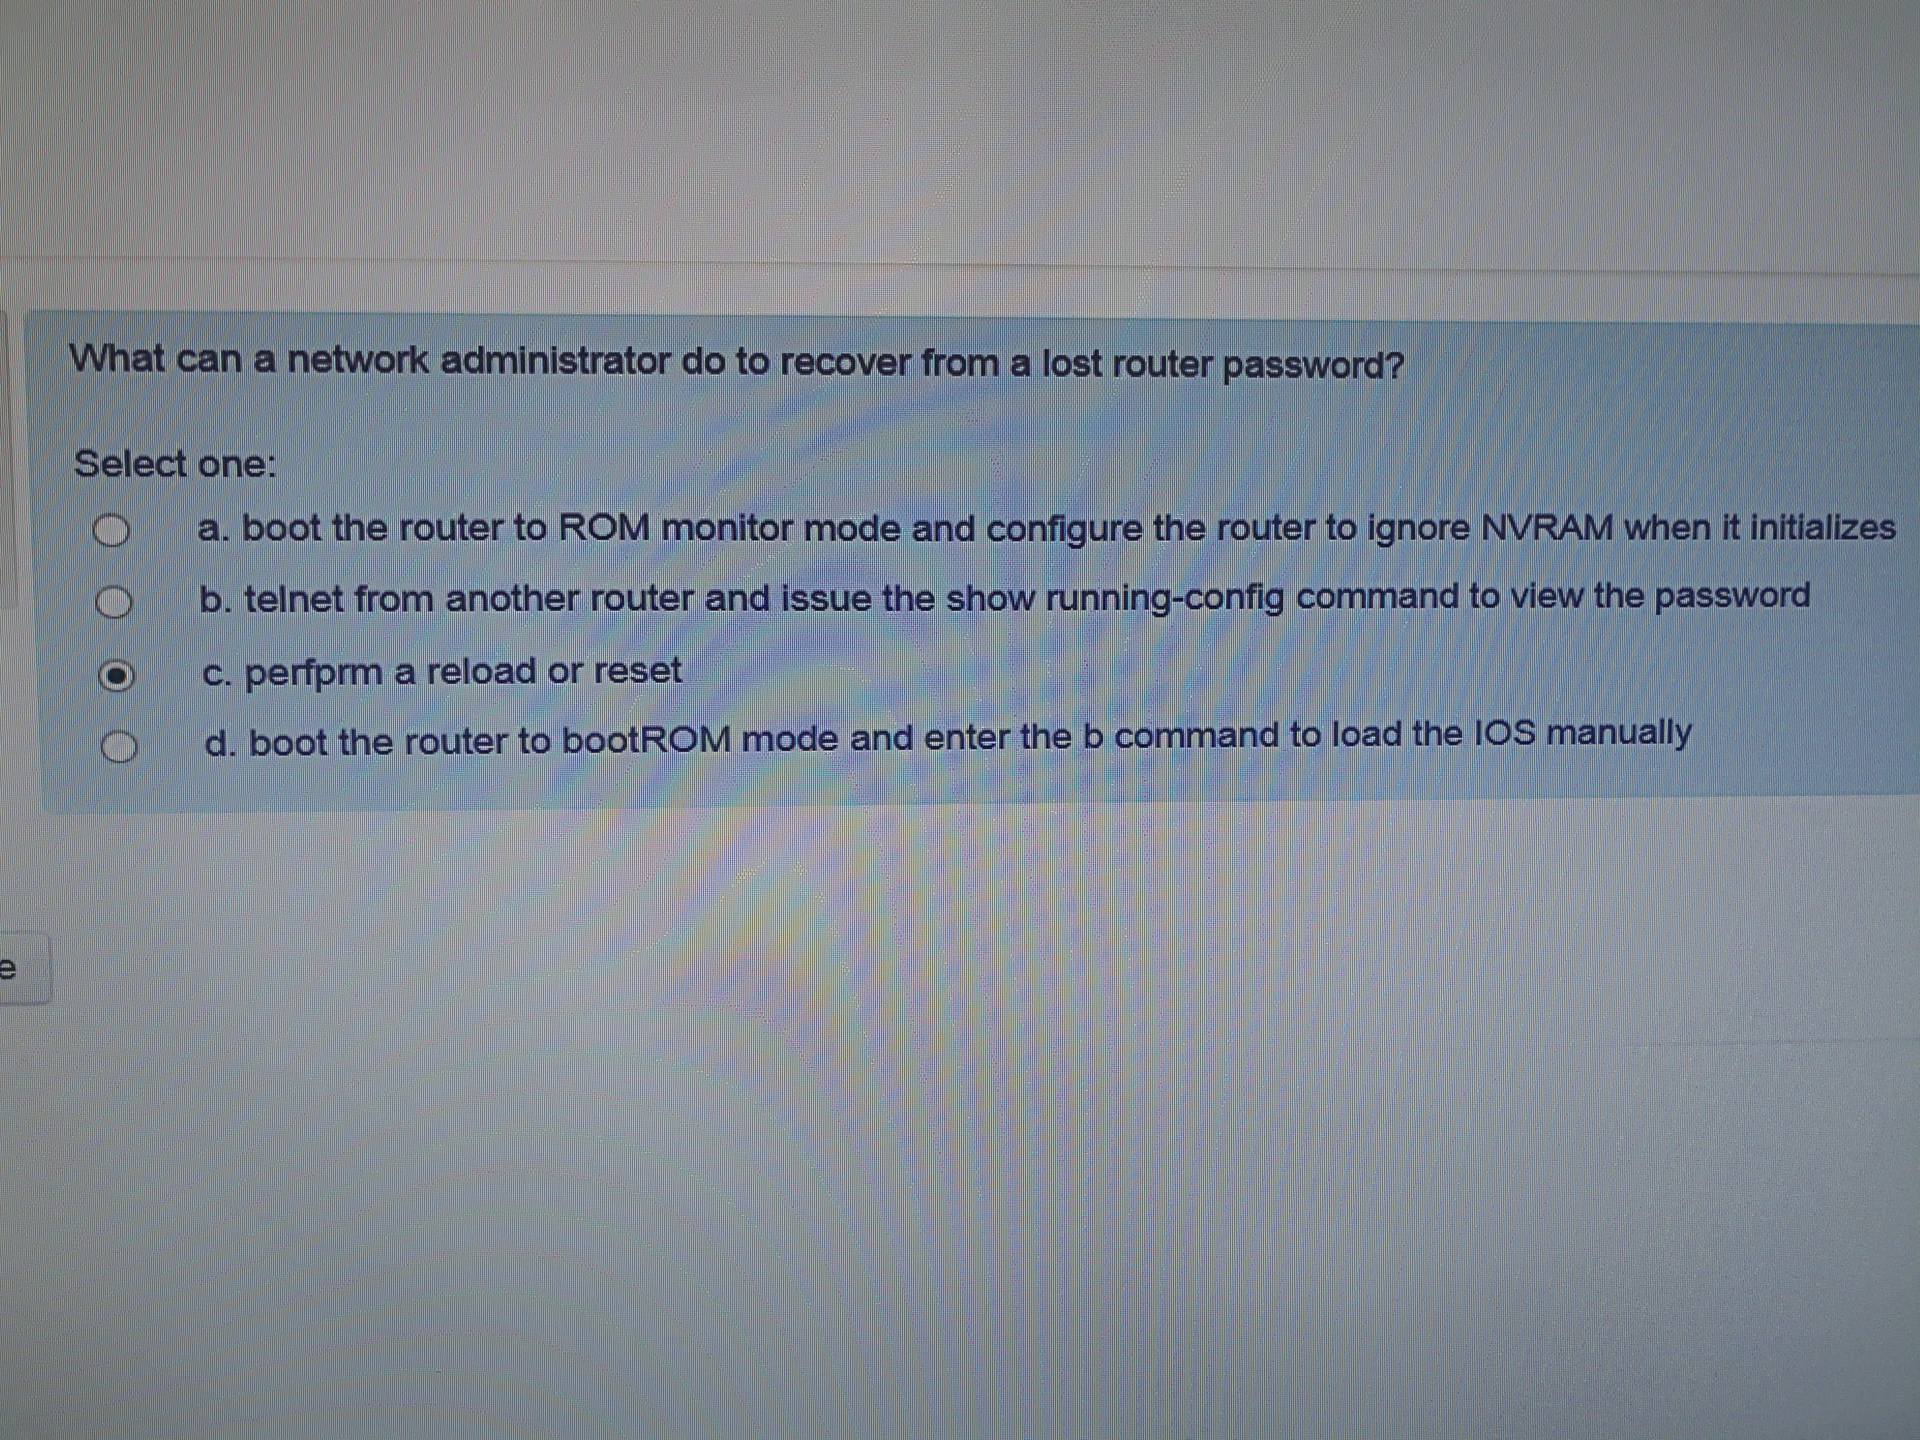 What can a network administrator do to recover from a lost router password?
Select one:
a. boot the router to ROM monitor mode and configure the router to ignore NVRAM when it initializes
b. telnet from another router and issue the show running-config command to view the password
c. perfprm a reload or reset
d. boot the router to bootROM mode and enter the b command to load the IOS manually
e